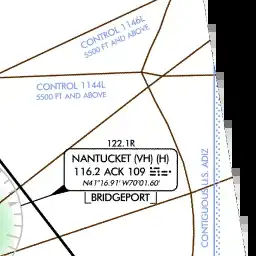 CONTROL 1146L
5500 FT AND ABOVE
CONTROL 1144L
5500 FT AND ABOVE
122.1R
NANTUCKET (VH) (H)
116.2 ACK 109
N41°16.91' W70°01.60'
BRIDGEPORT
CONTIGUOUS U.S. ADIZ